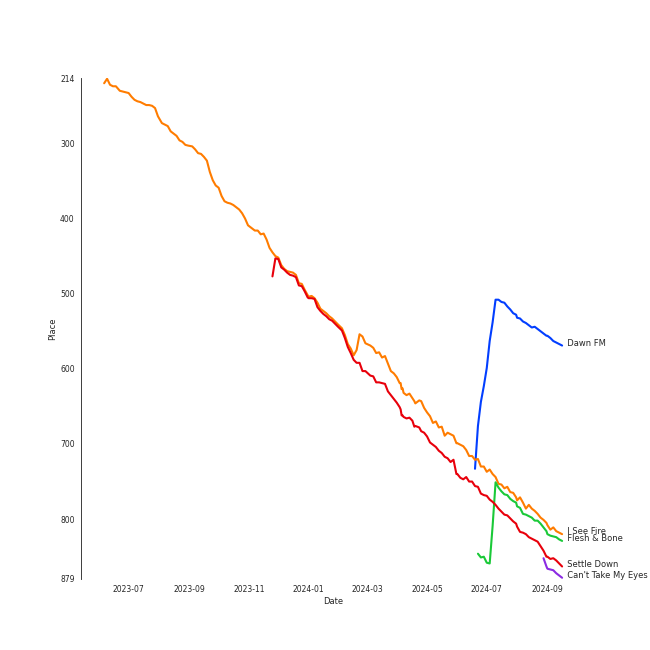 214
300
400
500
600
700
800
879
Place
2023-07
2023-09
2023-11
2024-01
2024-03
2024-05
2024-07
2024-09
Date
Dawn FM
I See Fire
Flesh & Bone
Settle Down
Can't Take My Eyes